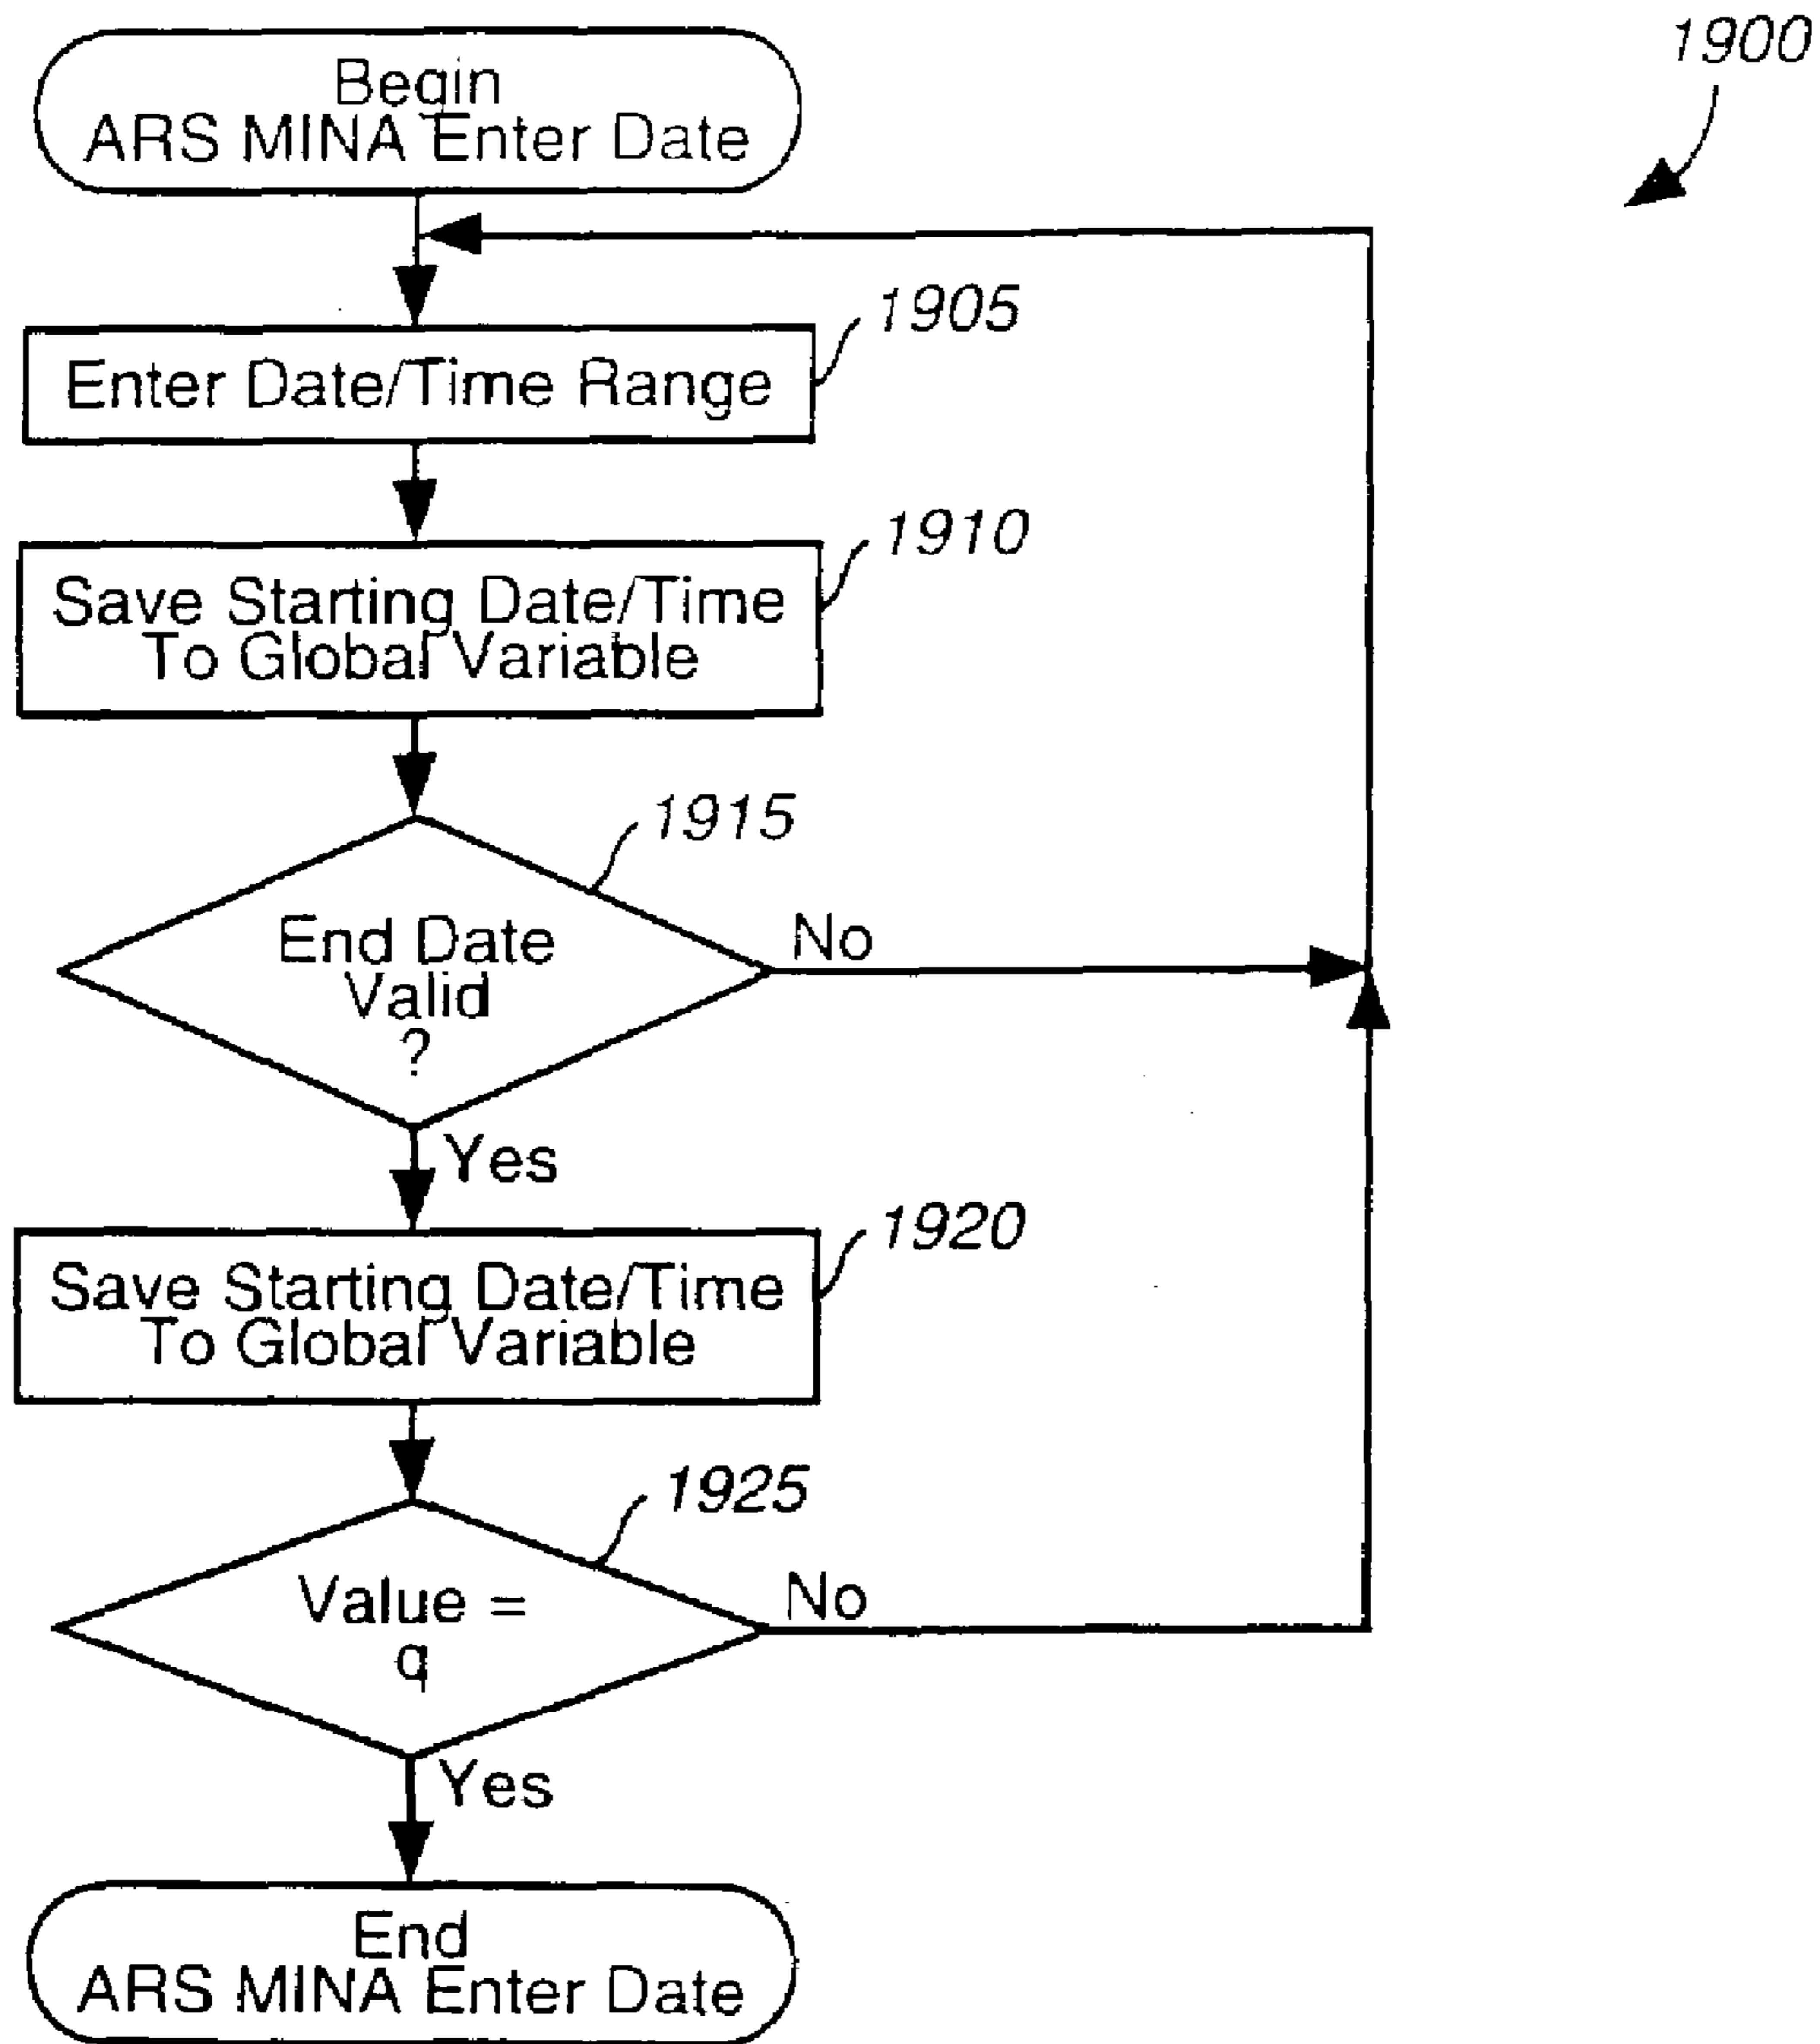 1900
Begin
ARS MINA Enter Date
1905
Enter Date/Time Range
1910
Save Starting Date/Time
To Global Variable
1915
End Date
Valid
?
No
Yes
1920
Save Starting Date/Time
To Global Variable
1925
Value =
q
No
Yes
End
ARS MINA Enter Date